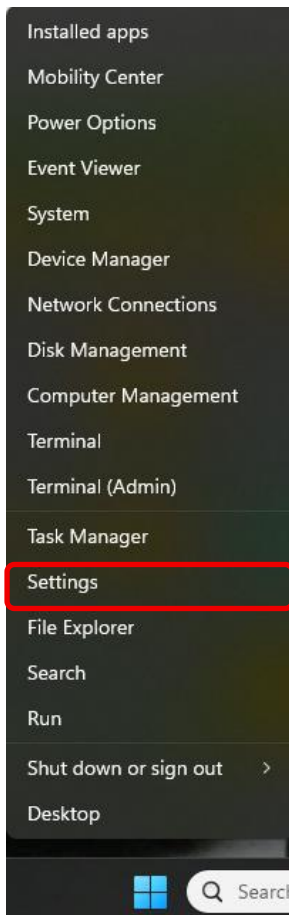 Installed apps
Mobility Center
Power Options
Event Viewer
System
Device Manager
Network Connections
Disk Management
Computer Management
Terminal
Terminal (Admin)
Task Manager
Settings
File Explorer
Search
Run
Shut down or sign out
Desktop
Search